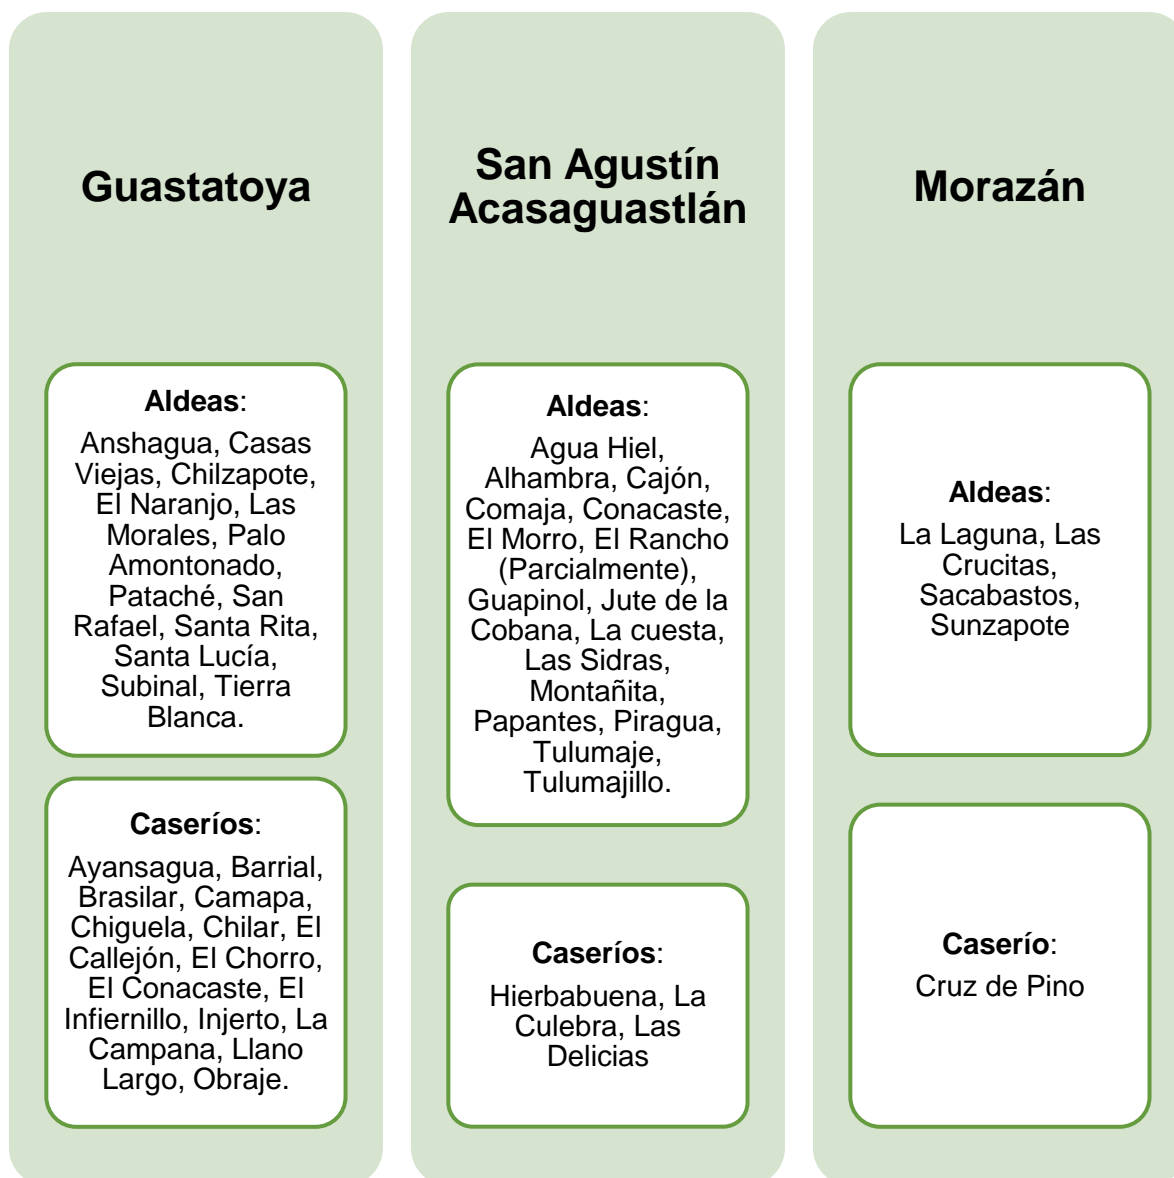 Guastatoya
Aldeas:
Anshagua, Casas
Viejas, Chilzapote,
El Naranjo, Las
Morales, Palo
Amontonado,
Pataché, San
Rafael, Santa Rita,
Santa Lucía,
Subinal, Tierra
Blanca.
Caseríos:
Ayansagua, Barrial,
Brasilar, Camapa,
Chiguela, Chilar, El
Callejón, El Chorro,
El Conacaste, El
Infiernillo, Injerto, La
Campana, Llano
Largo, Obraje.
San Agustín
Acasaguastlán
Aldeas:
Agua Hiel,
Alhambra, Cajón,
Comaja, Conacaste,
El Morro, El Rancho
(Parcialmente),
Guapinol, Jute de la
Cobana, La cuesta,
Las Sidras,
Montañita,
Papantes, Piragua,
Tulumaje,
Tulumajillo.
Caseríos:
Hierbabuena, La
Culebra, Las
Delicias
Morazán
Aldeas:
La Laguna, Las
Crucitas,
Sacabastos,
Sunzapote
Caserío:
Cruz de Pino